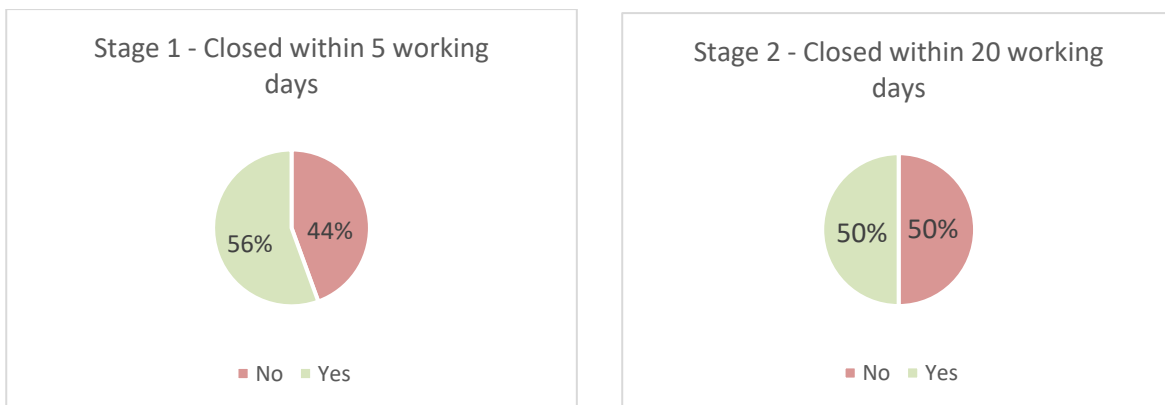 Stage 1 - Closed within 5 working
days
56%
44%
No
Yes
Stage 2 - Closed within 20 working
days
50%
50%
No
Yes